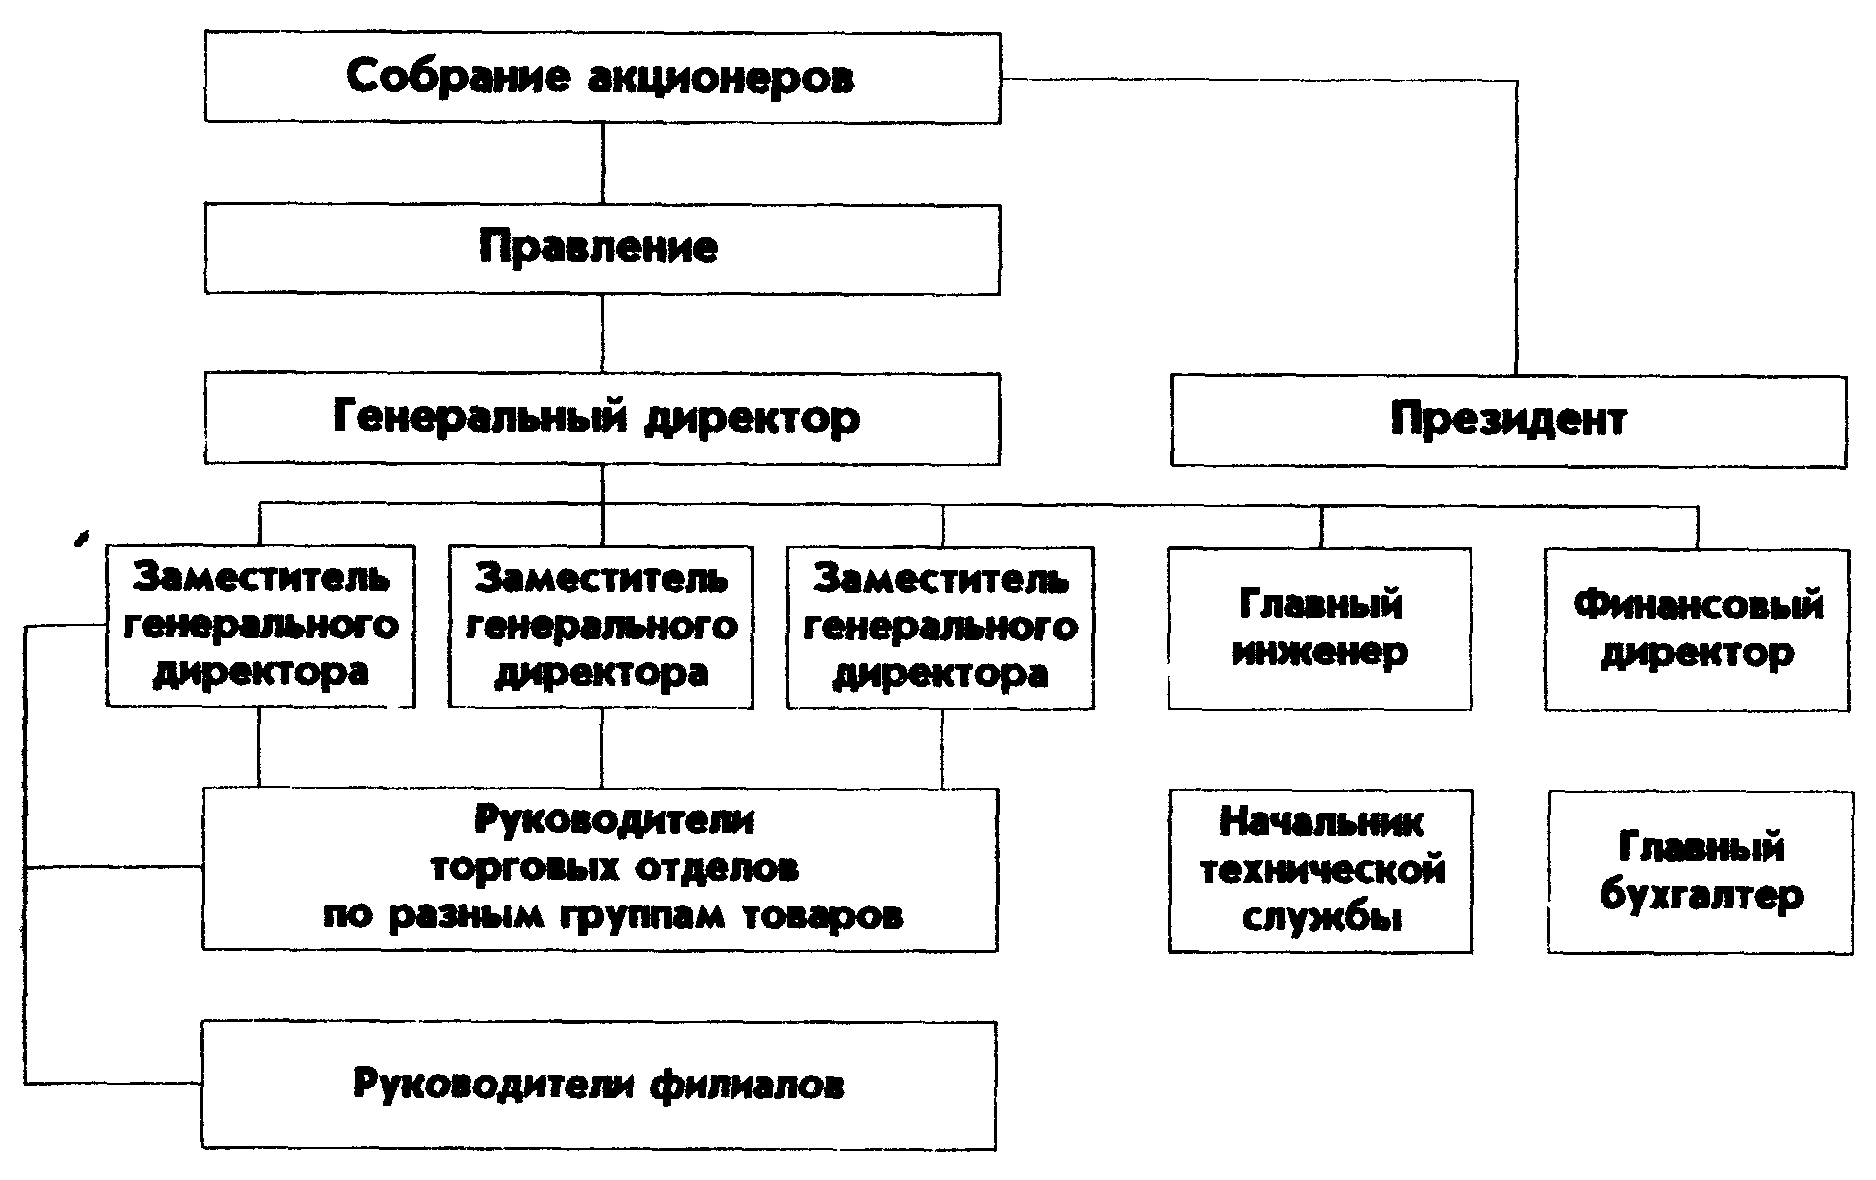 Собрание акционеров
Правление
Генеральный директор
Президент
Заместитель
генерального
директора
Заместитель
генерального
директора
Заместитель
генерального
директора
Главный
инженер
Финансовый
директор
Руководители
торговых отделов
по разным группам товаров
Начальник
технической
службы
Главный
бухгалтер
Руководители филиалов